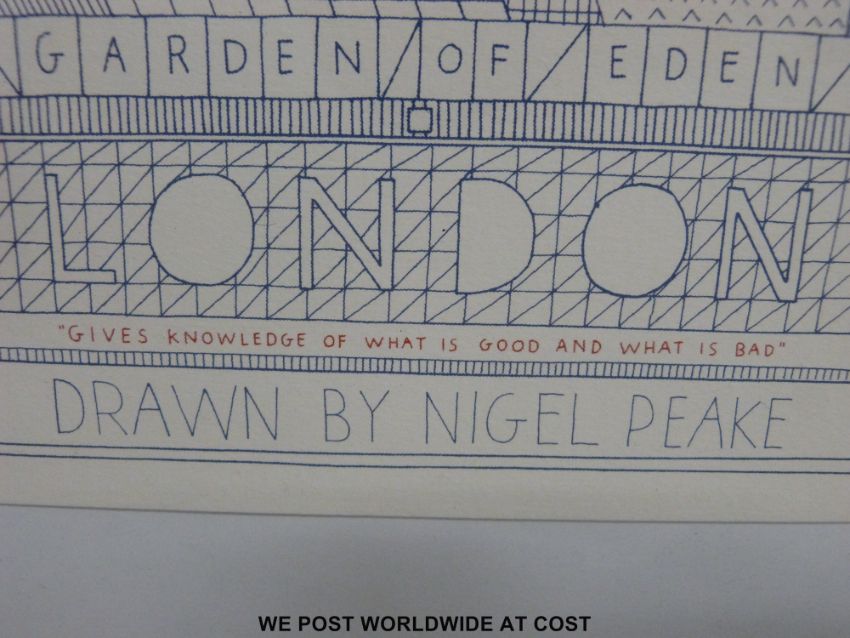 GARDEN OF EDEN
LONDON
"GIVES KNOWLEDGE OF WHAT IS GOOD AND WHAT IS BAD"
DRAWN BY NIGEL PEAKE
WE POST WORLDWIDE AT COST